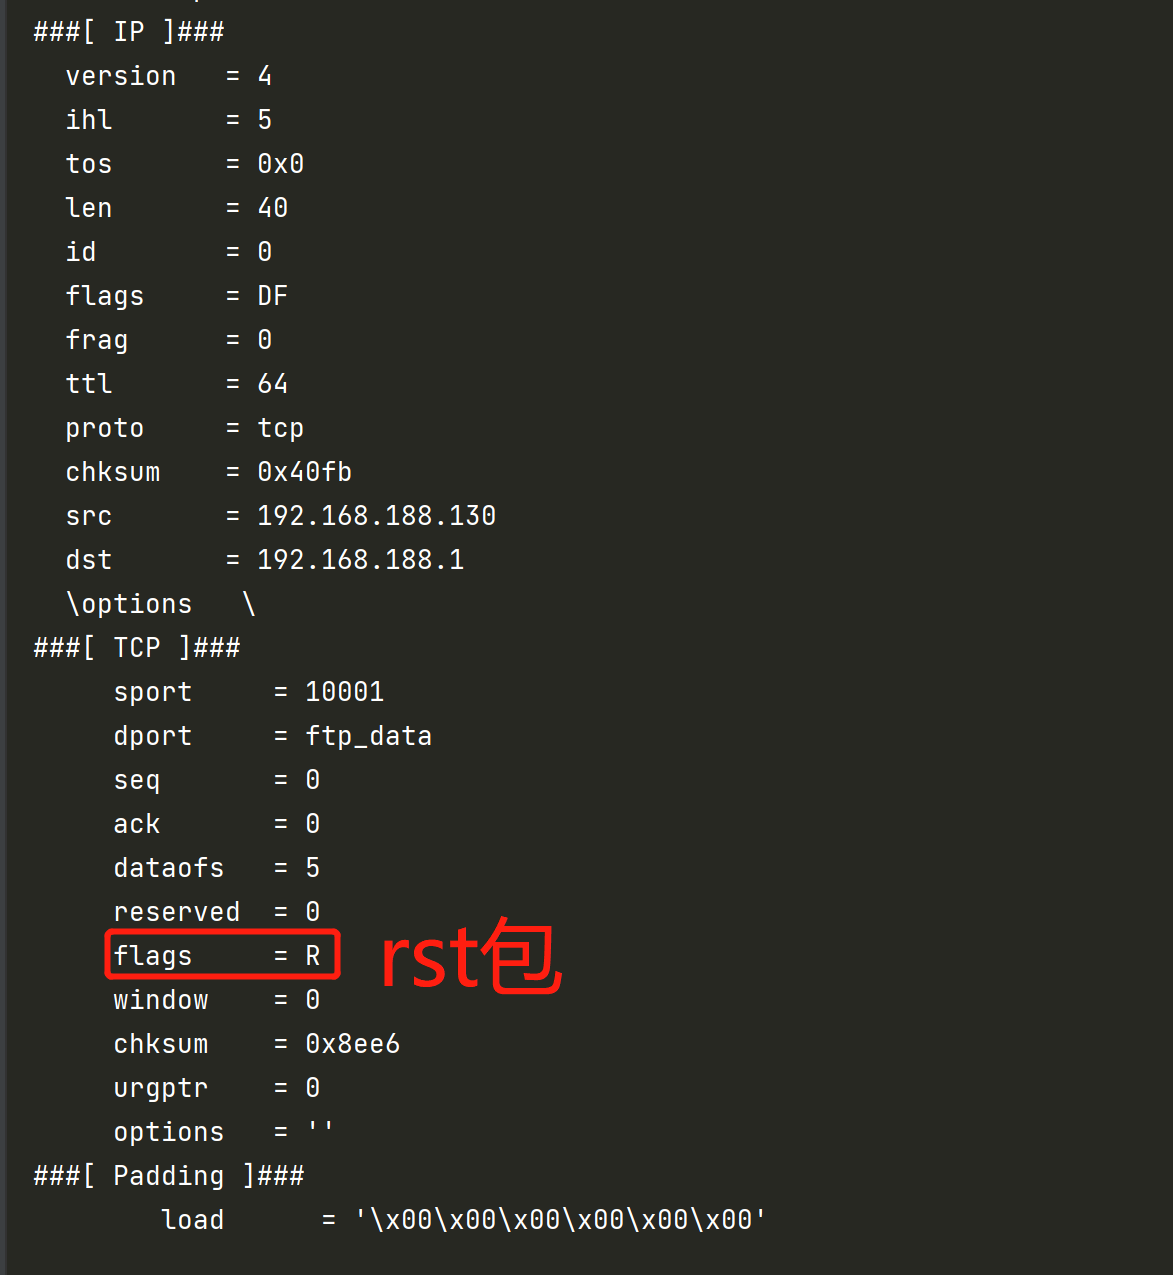 ###[ IP ]###
version = 4
ihl = 5
tos = 0x0
len = 40
id = 0
flags = DF
frag = 0
ttl = 64
proto = tcp
chksum = 0x40fb
src = 192.168.188.130
dst = 192.168.188.1
\options \
###[ TCP ]###
sport = 10001
dport = ftp_data
seq = 0
ack = 0
dataofs = 5
reserved = 0
flags = R rst包
window = 0
chksum = 0x8ee6
urgptr = 0
options = ''
###[ Padding ]###
load = '\x00\x00\x00\x00\x00\x00'